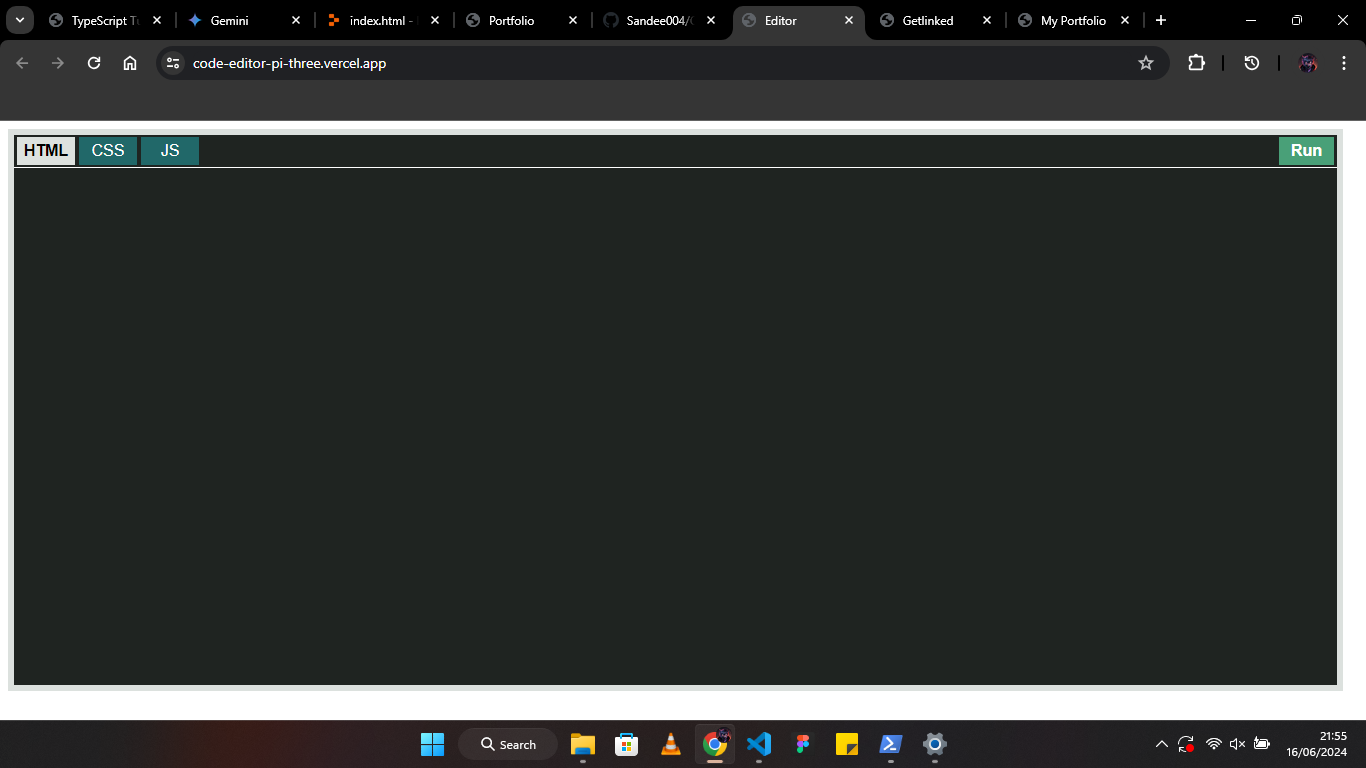 TypeScript Tu
Gemini
index.html -
Portfolio
Sandee004/
Editor
Getlinked
My Portfolio
code-editor-pi-three.vercel.app
HTML
CSS
JS
Run
Search
21:55
16/06/2024